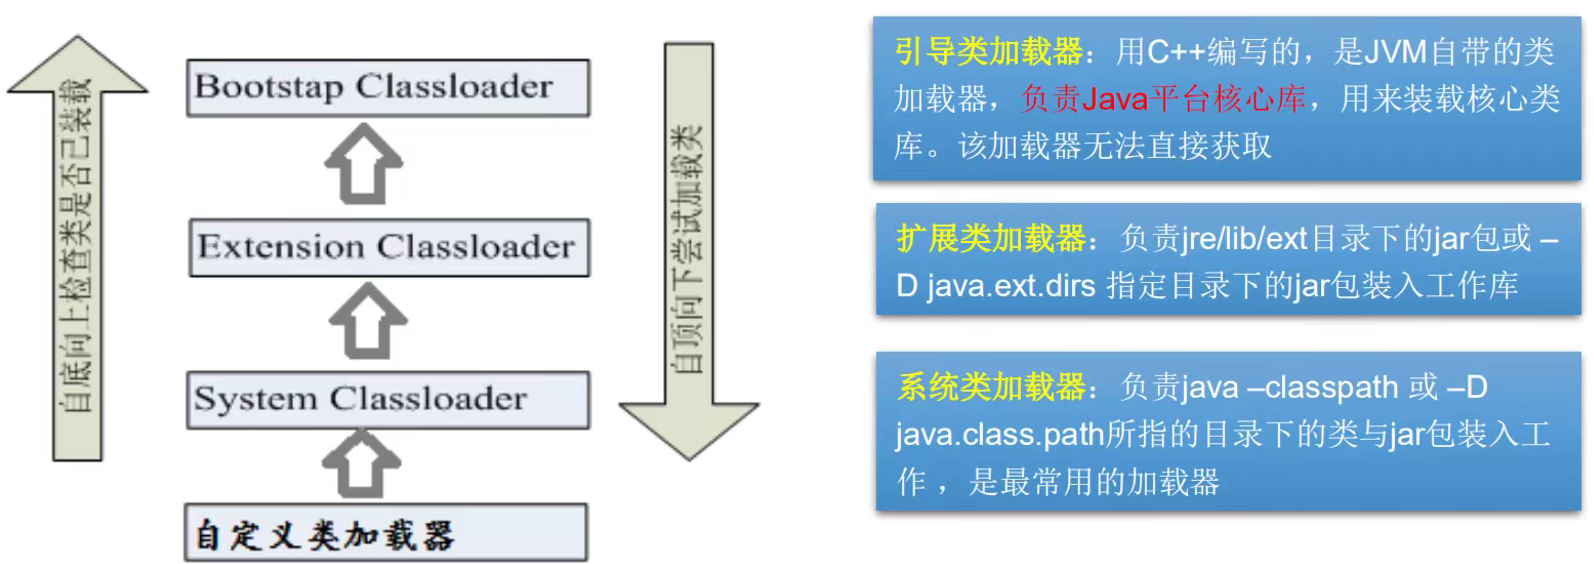 自底向上检查类是否已装载
Bootstap Classloader
Extension Classloader
System Classloader
自定义类加载器
自顶向下尝试加载类
引导类加载器：用C++编写的，是JVM自带的类
加载器，负责Java平台核心库，用来装载核心类
库。该加载器无法直接获取
扩展类加载器：负责jre/lib/ext目录下的jar包或 –
D java.ext.dirs 指定目录下的jar包装入工作库
系统类加载器：负责java –classpath 或 –D
java.class.path所指的目录下的类与jar包装入工
作 ，是最常用的加载器